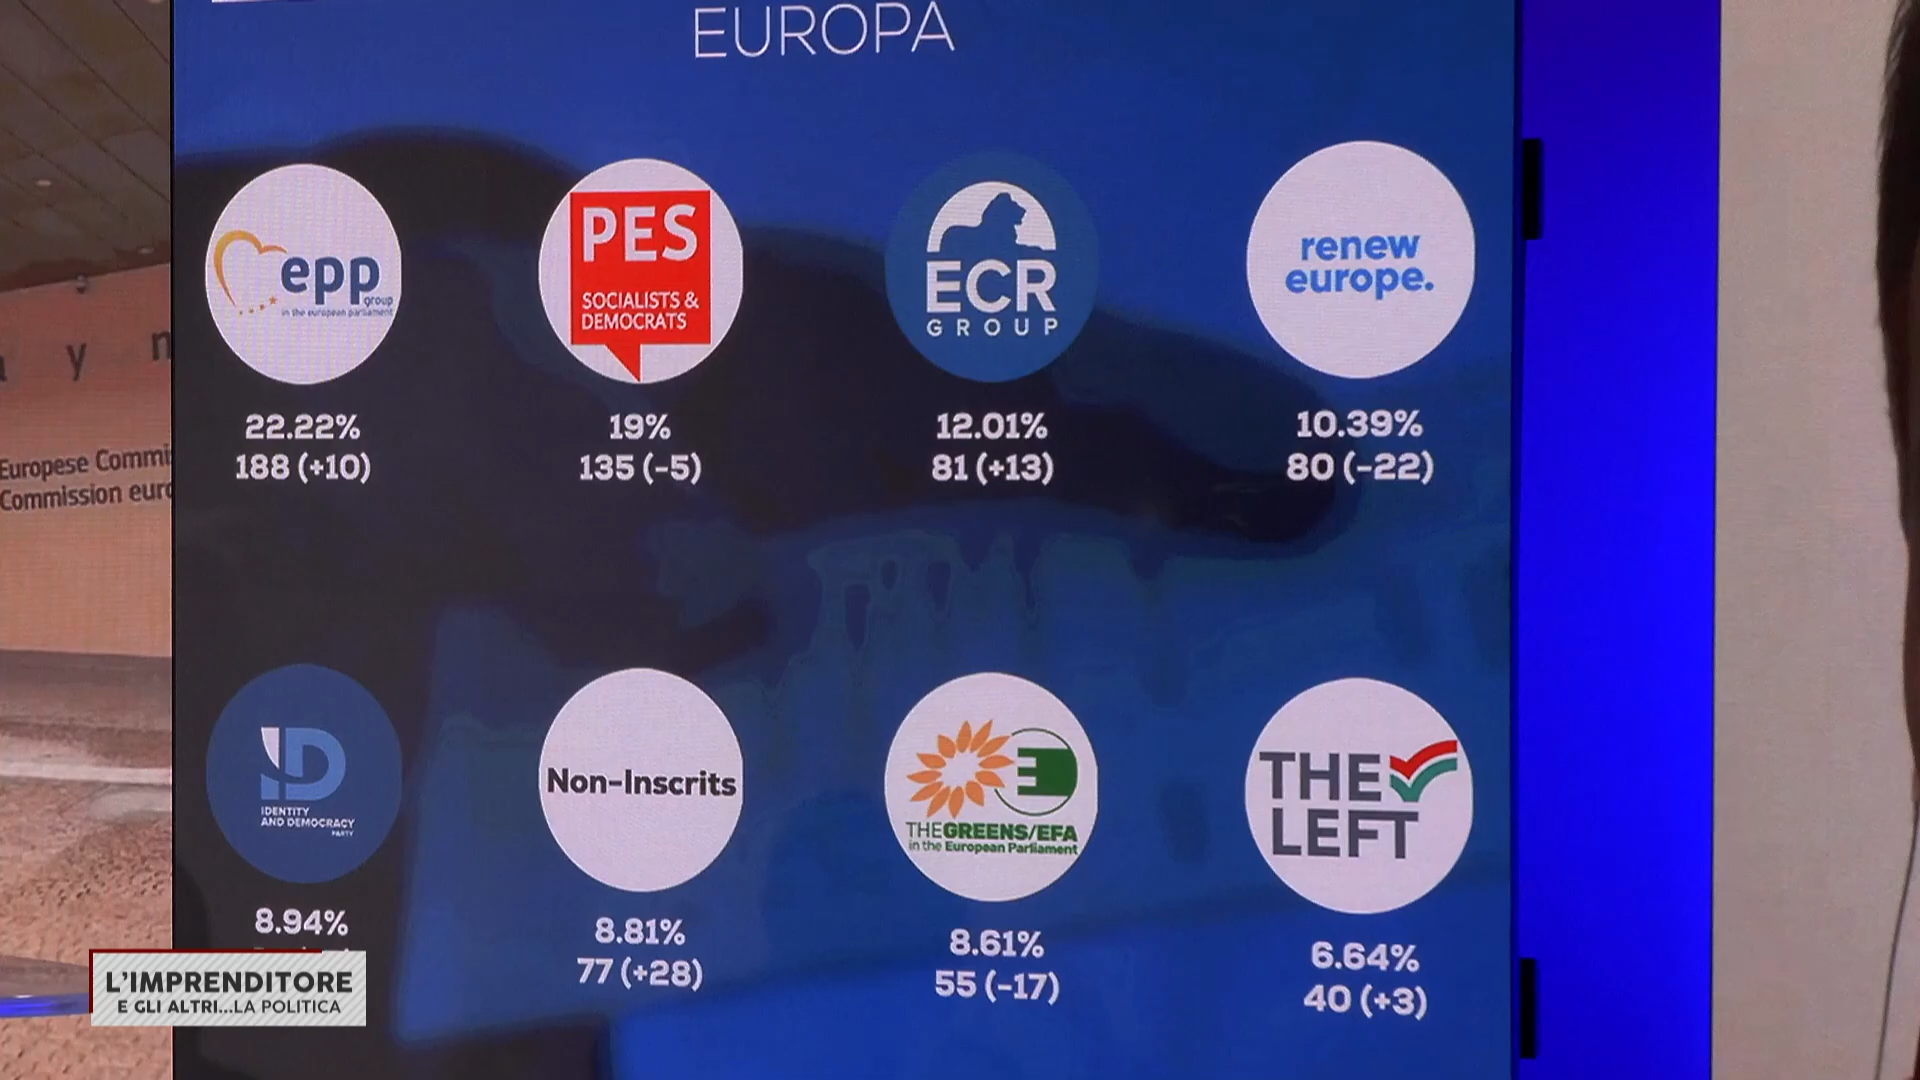 EUROPA
epp
group
in the european parliament
22.22%
188 (+10)
PES
SOCIALISTS &
DEMOCRATS
19%
135 (-5)
ECR
GROUP
12.01%
81 (+13)
renew
europe.
10.39%
80 (-22)
Europese Commi
Commission euro
ID
IDENTITY
AND DEMOCRACY
PARTY
8.94%
Non-Inscrits
8.81%
77 (+28)
THE GREENS/EFA
in the European Parliament
8.61%
55 (-17)
THE
LEFT
6.64%
40 (+3)
L'IMPRENDITORE
E GLI ALTRI...LA POLITICA